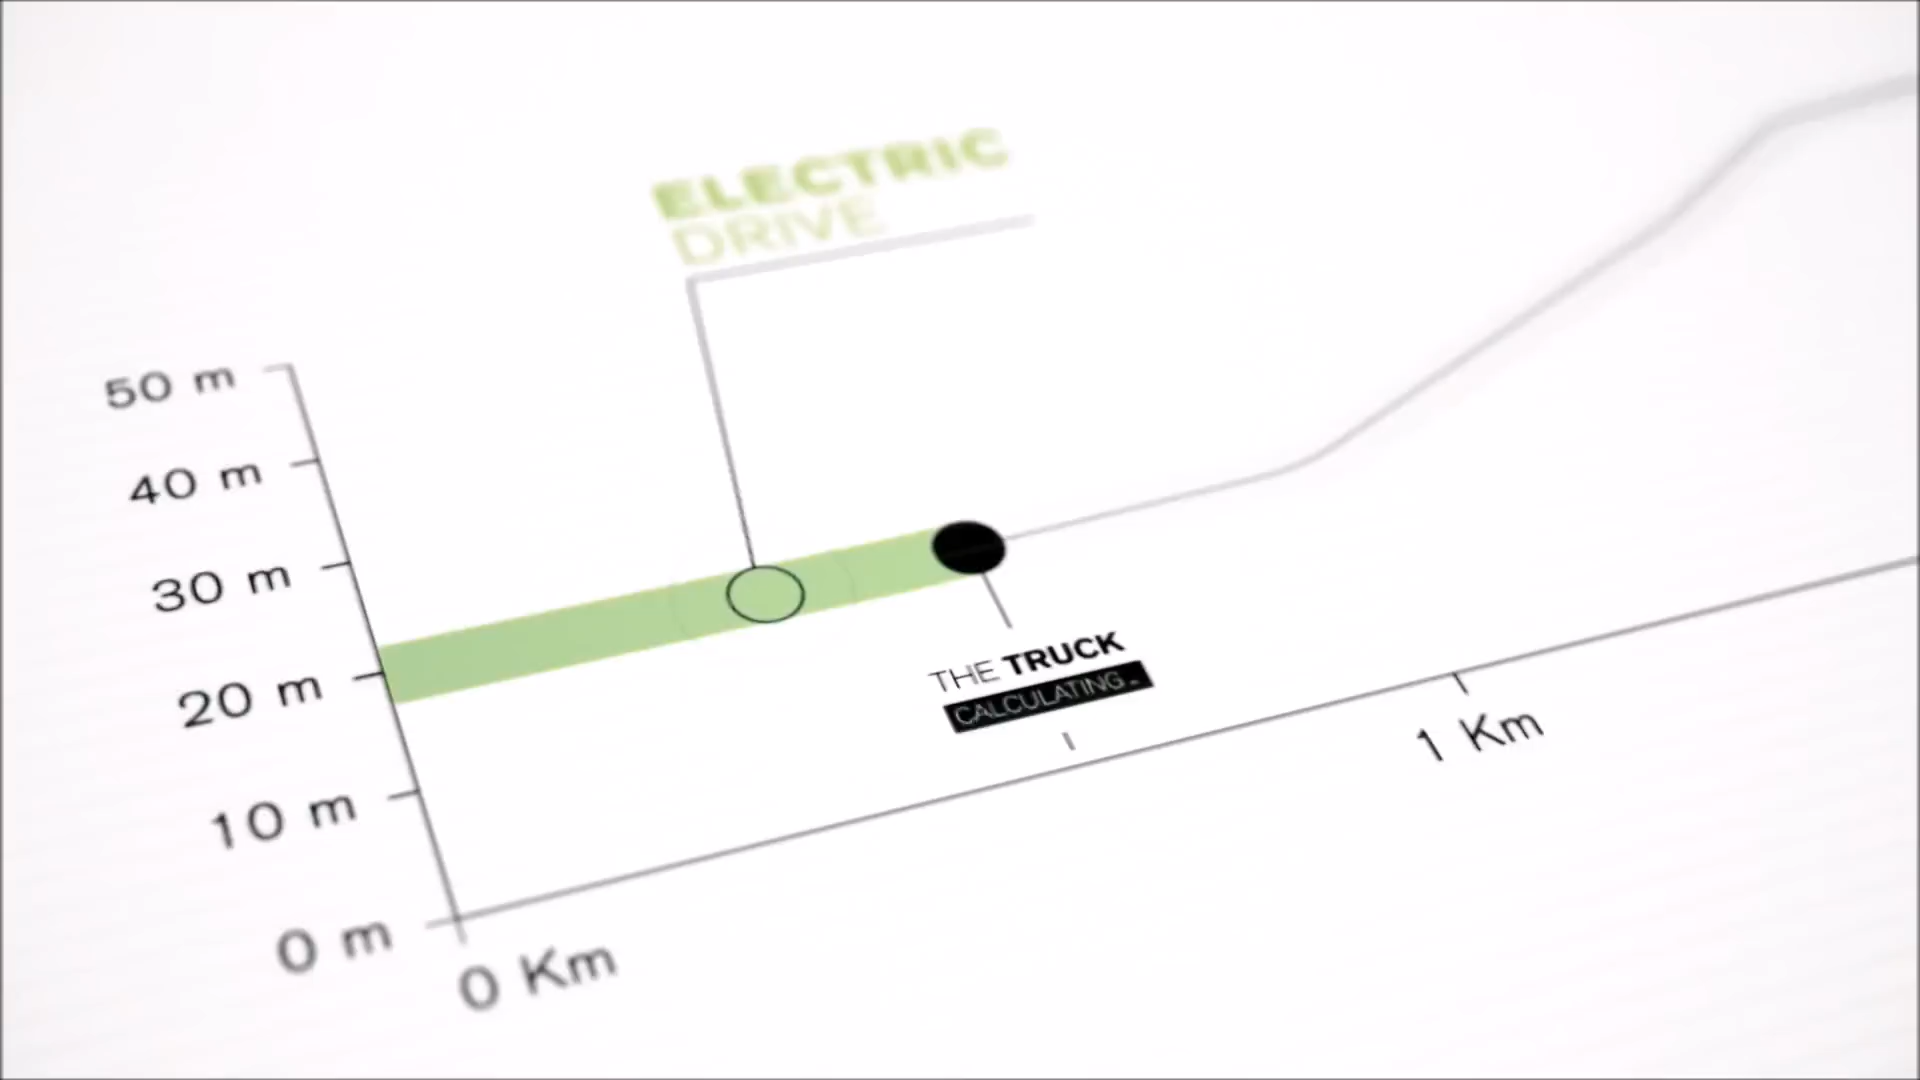 ELECTRIC
DRIVE
50 m
40 m
30 m
20 m
10 m
0 m
THE TRUCK
CALCULATING..
0 Km
1 Km